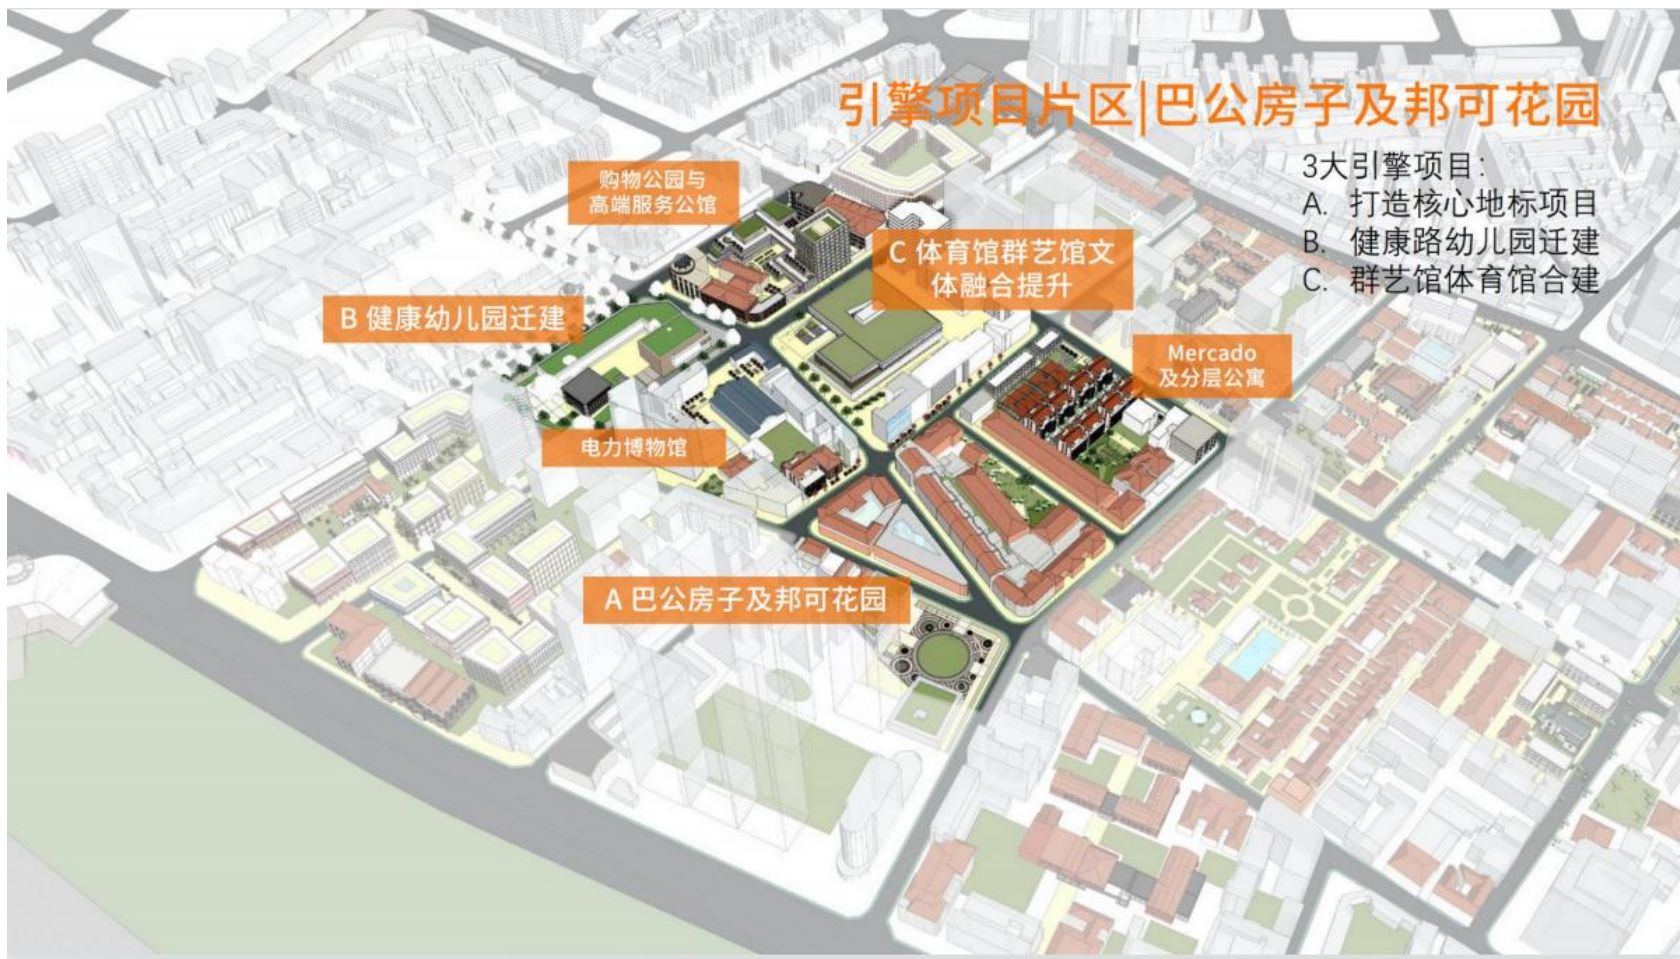 引擎项目片区|巴公房子及邦可花园
3大引擎项目:
A. 打造核心地标项目
B. 健康路幼儿园迁建
C. 群艺馆体育馆合建
购物公园与
高端服务公馆
C 体育馆群艺馆文
体融合提升
B 健康幼儿园迁建
Mercado
及分层公寓
电力博物馆
A 巴公房子及邦可花园